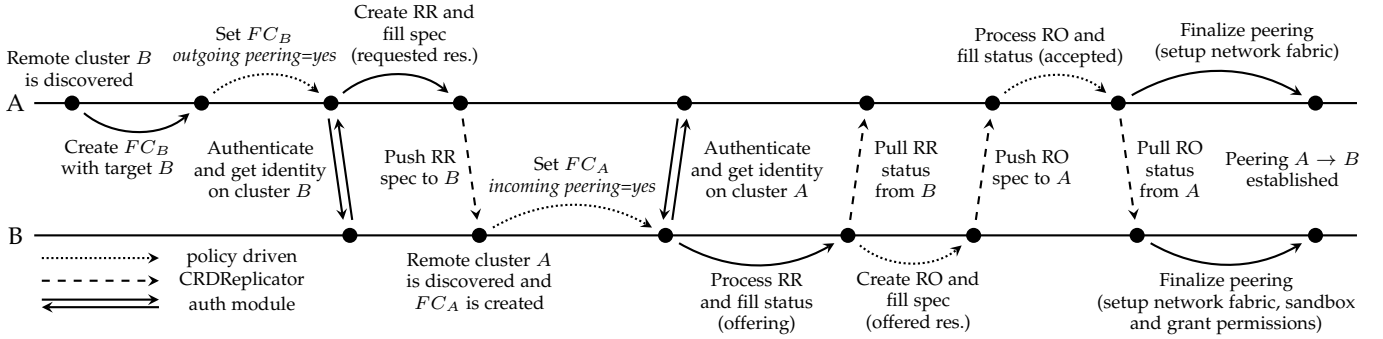 Remote cluster B
is discovered
Set FC_B
outgoing peering=yes
Create RR and
fill spec
(requested res.)
Process RO and
fill status (accepted)
Finalize peering
(setup network fabric)
A
Create FC_B
with target B
Authenticate
and get identity
on cluster B
Push RR
spec to B
Set FC_A
incoming peering=yes
Authenticate
and get identity
on cluster A
Pull RR
status
from B
Push RO
spec to A
Pull RO
status
from A
Peering A → B
established
B
policy driven
CRDReplicator
auth module
Remote cluster A
is discovered and
FC_A is created
Process RR
and fill status
(offering)
Create RO and
fill spec
(offered res.)
Finalize peering
(setup network fabric, sandbox
and grant permissions)